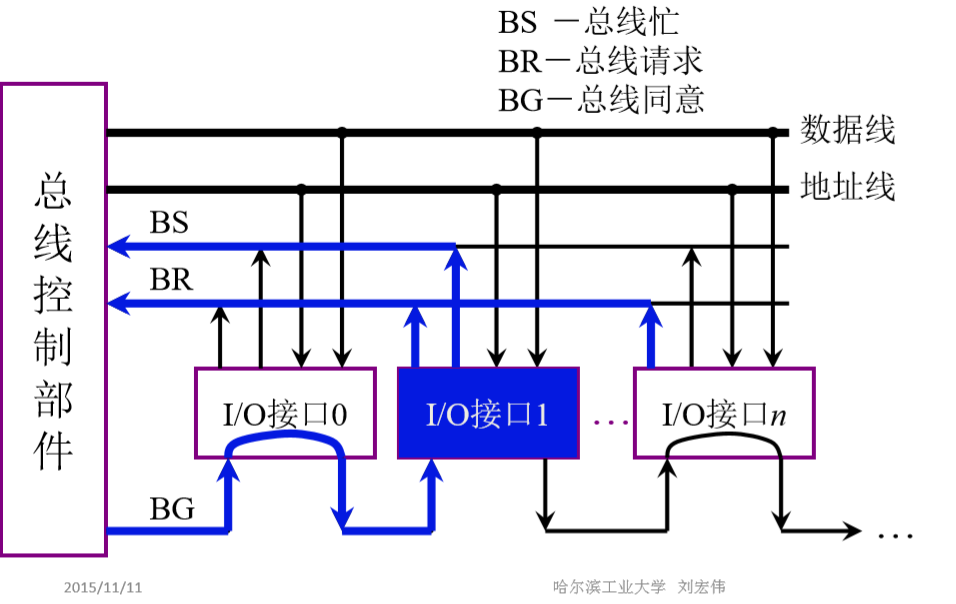 BS －总线忙
BR－总线请求
BG－总线同意
数据线
地址线
总线控制部件
BS
BR
I/O接口0
I/O接口1
…
I/O接口n
BG
…
2015/11/11
哈尔滨工业大学 刘宏伟